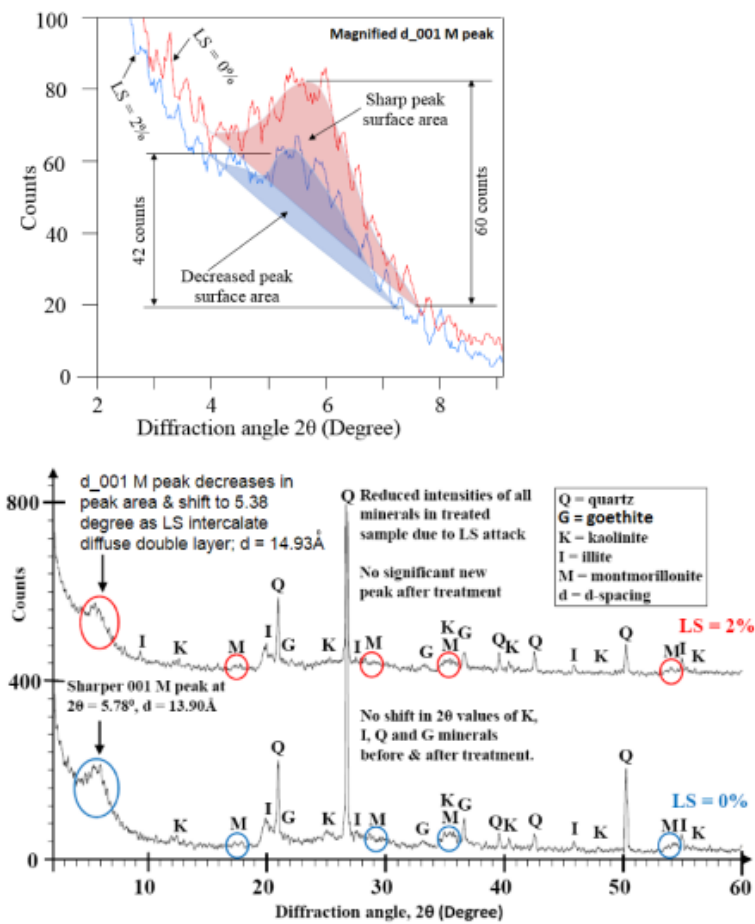 Magnified d_001 M peak
100
80
60
40
20
0
Counts
LS = 0%
LS = 2%
Sharp peak
surface area
42 counts
60 counts
Decreased peak
surface area
2
4
6
8
Diffraction angle 2θ (Degree)
d_001 M peak decreases in
peak area & shift to 5.38
degree as LS intercalate
diffuse double layer; d = 14.93Å
Q
Reduced intensities of all
minerals in treated
sample due to LS attack
No significant new
peak after treatment
Q = quartz
G = goethite
K = kaolinite
I = illite
M = montmorillonite
d = d-spacing
800
Counts
400
0
I
K
M
I
Q
G
K
I
M
G
K
M
G
Q
K
Q
I
K
Q
M
I
K
LS = 2%
Sharper 001 M peak at
2θ = 5.78⁰, d = 13.90Å
No shift in 2θ values of K,
I, Q and G minerals
before & after treatment.
K
M
I
Q
G
K
I
M
G
K
M
G
Q
K
Q
I
K
Q
M
I
K
LS = 0%
10
20
30
40
50
60
Diffraction angle, 2θ (Degree)